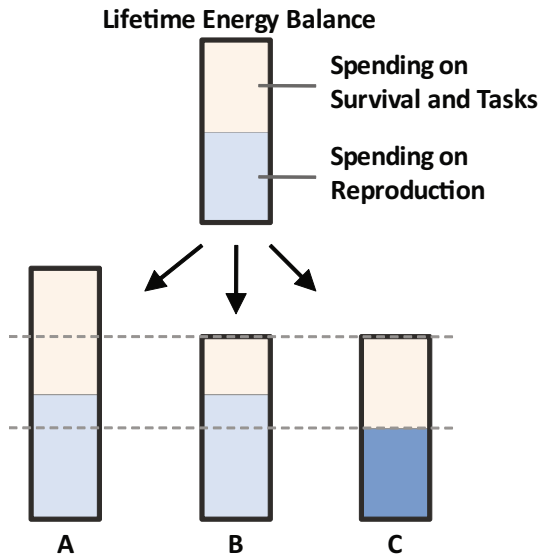 Lifetime Energy Balance
Spending on
Survival and Tasks
Spending on
Reproduction
A
B
C